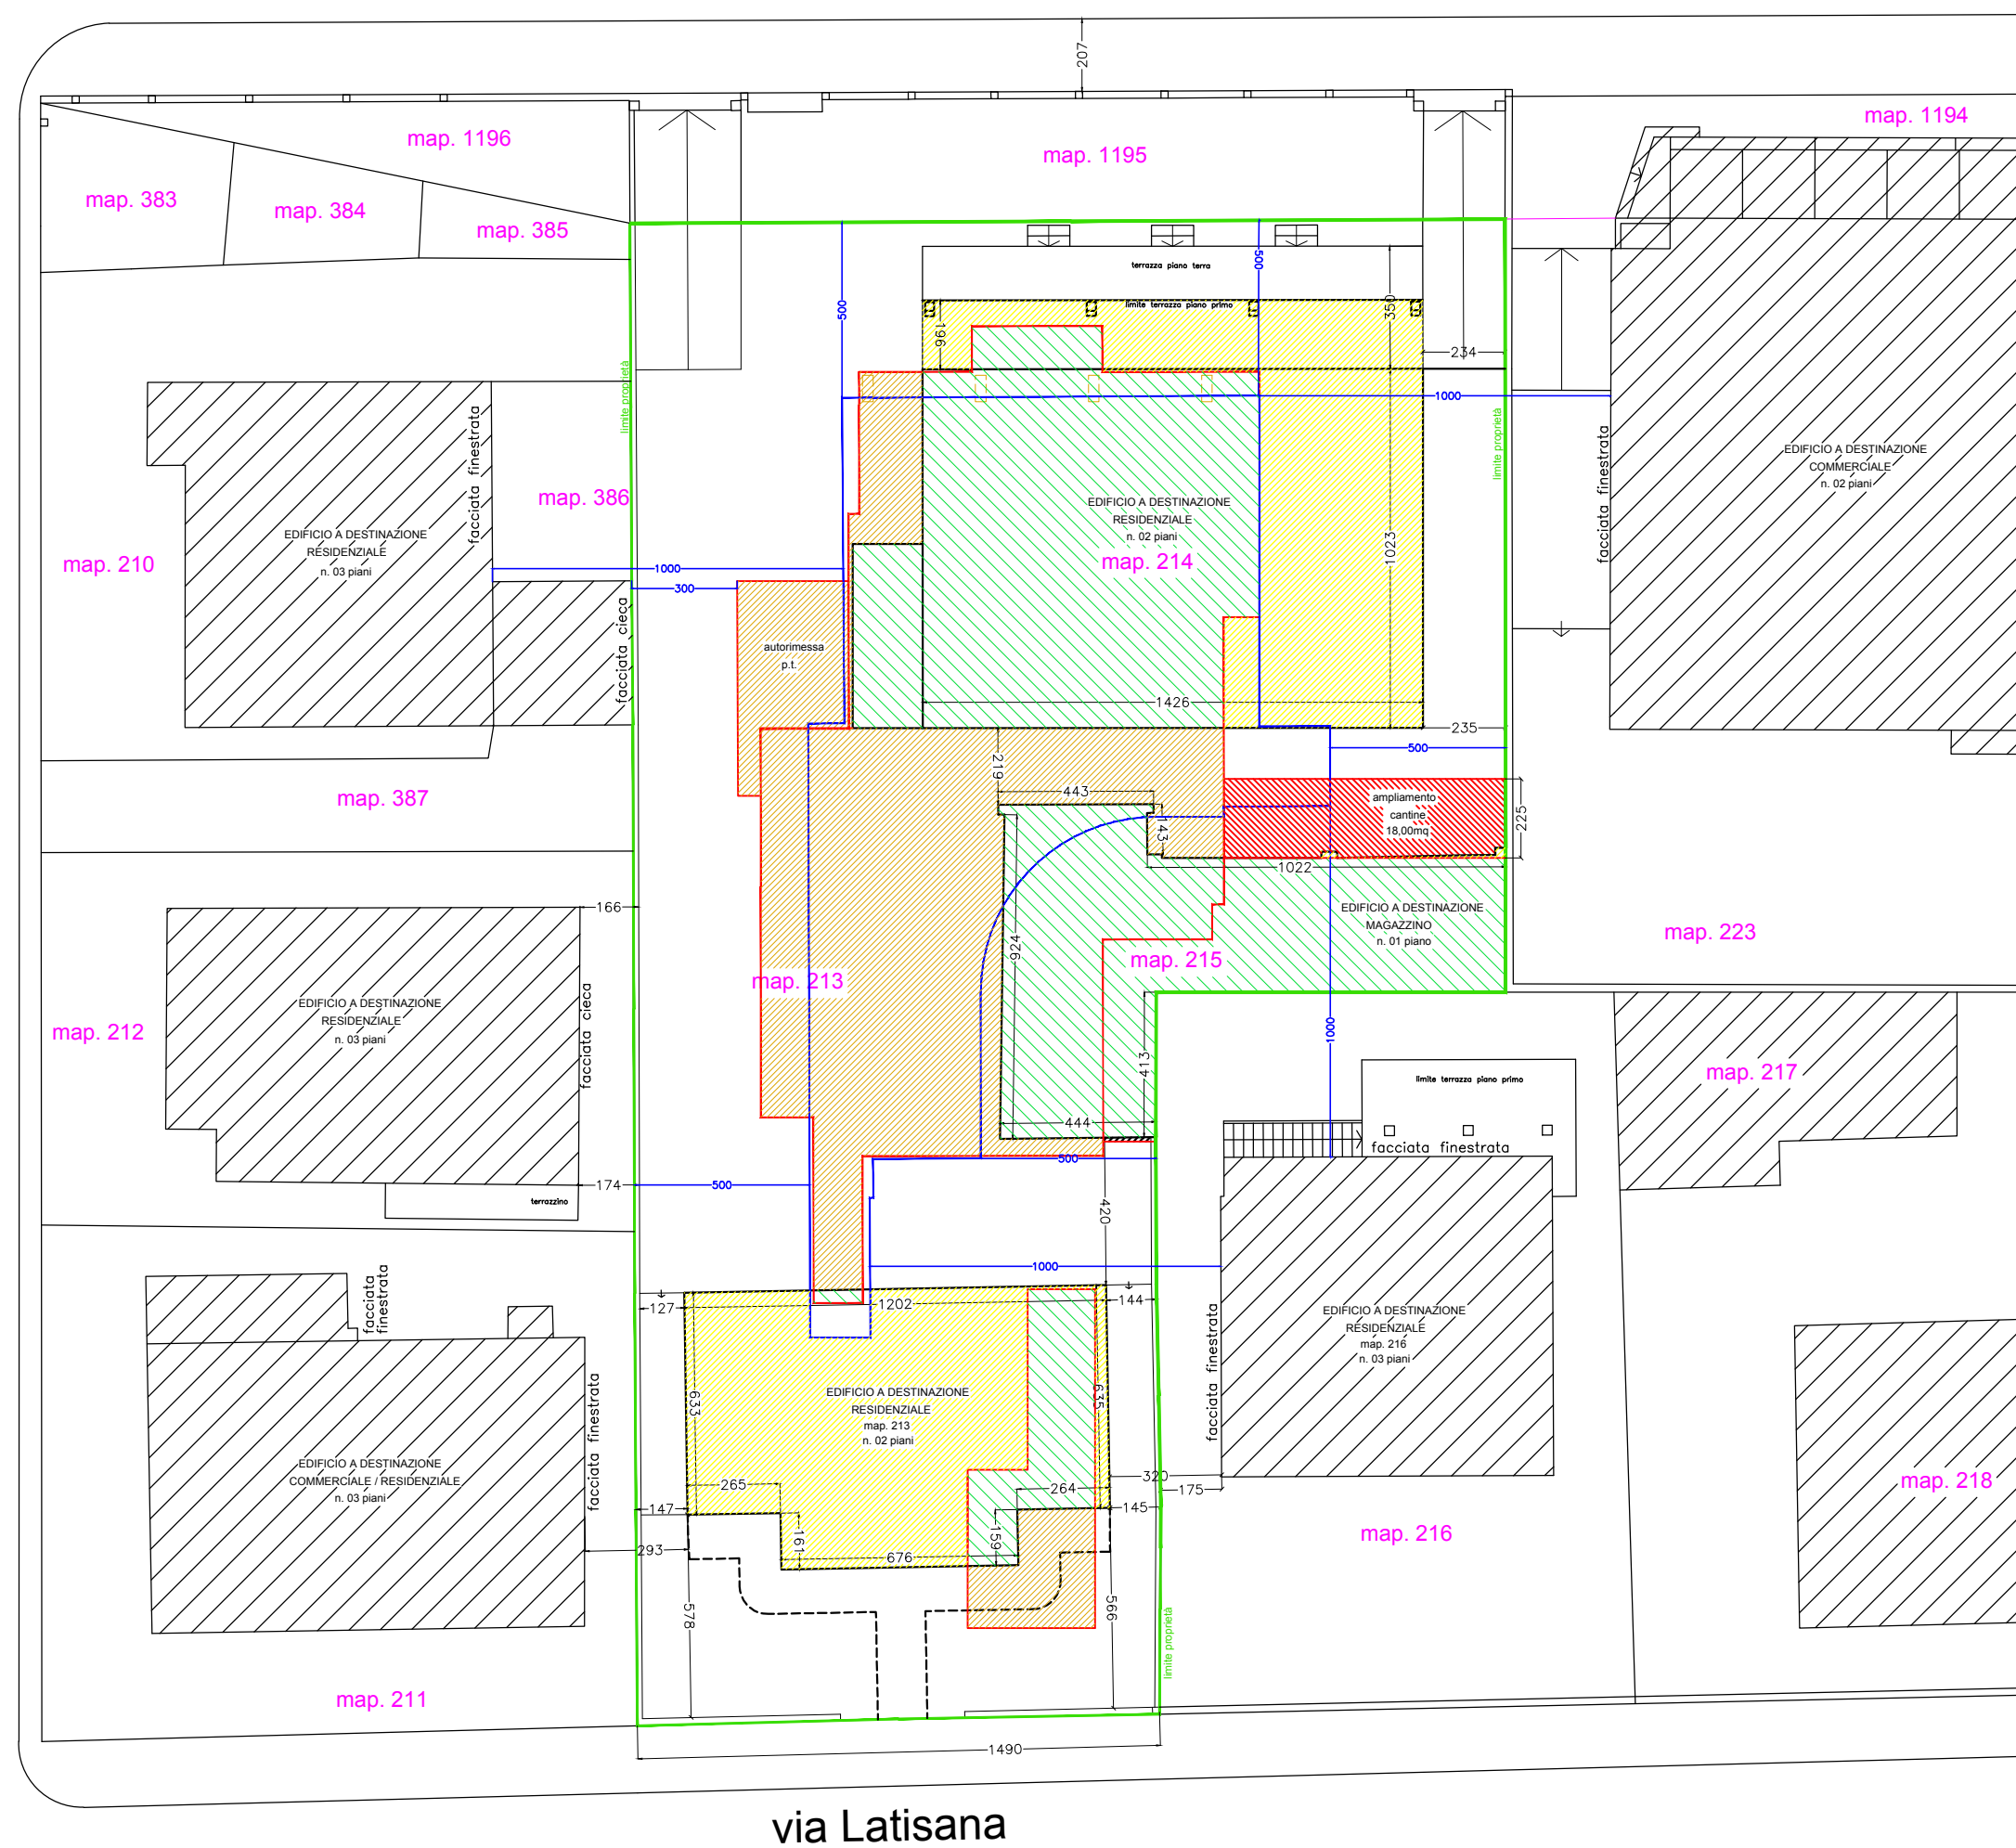 207
map. 1194
map. 1196
map. 1195
map. 383
map. 384
map. 385
500
500
terrazza piano terra
limite terrazza piano primo
196
350
234
limite proprietà
1000
limite proprietà
facciata finestrata
facciata finestrata
EDIFICIO A DESTINAZIONE
COMMERCIALE
n. 02 piani
map. 386
EDIFICIO A DESTINAZIONE
RESIDENZIALE
n. 02 piani
map. 214
1023
EDIFICIO A DESTINAZIONE
RESIDENZIALE
n. 03 piani
map. 210
1000
300
facciata cieca
autorimessa
p.t.
1426
235
500
219
443
143
ampliamento
cantine
18,00mq
225
map. 387
1022
166
EDIFICIO A DESTINAZIONE
MAGAZZINO
n. 01 piano
map. 223
924
map. 215
map. 213
EDIFICIO A DESTINAZIONE
RESIDENZIALE
n. 03 piani
map. 212
facciata cieca
1000
413
limite terrazza piano primo
map. 217
444
facciata finestrata
500
174
500
terrazzino
420
1000
facciata
finestrata
127
1202
144
EDIFICIO A DESTINAZIONE
RESIDENZIALE
map. 216
n. 03 piani
facciata finestrata
633
635
EDIFICIO A DESTINAZIONE
RESIDENZIALE
map. 213
n. 02 piani
facciata finestrata
EDIFICIO A DESTINAZIONE
COMMERCIALE / RESIDENZIALE
n. 03 piani
265
264
320
175
map. 218
147
145
161
159
map. 216
293
676
578
566
limite proprietà
map. 211
1490
via Latisana